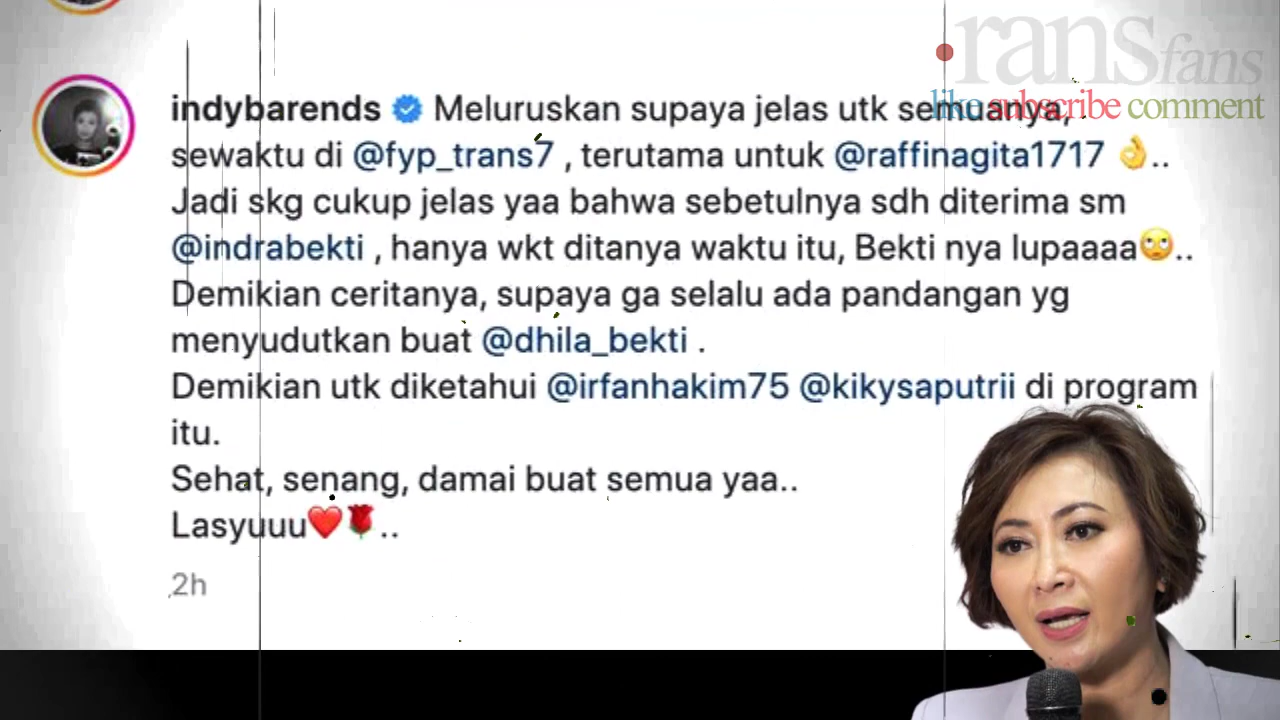 .ransfans
like subscribe comment
indybarends Meluruskan supaya jelas utk semuanya,
sewaktu di @fyp_trans7 , terutama untuk @raffinagita1717 👌..
Jadi skg cukup jelas yaa bahwa sebetulnya sdh diterima sm
@indrabekti , hanya wkt ditanya waktu itu, Bekti nya lupaaaa🙄..
Demikian ceritanya, supaya ga selalu ada pandangan yg
menyudutkan buat @dhila_bekti .
Demikian utk diketahui @irfanhakim75 @kikysaputrii di program
itu.
Sehat, senang, damai buat semua yaa..
Lasyuuu❤️🌹..
2h